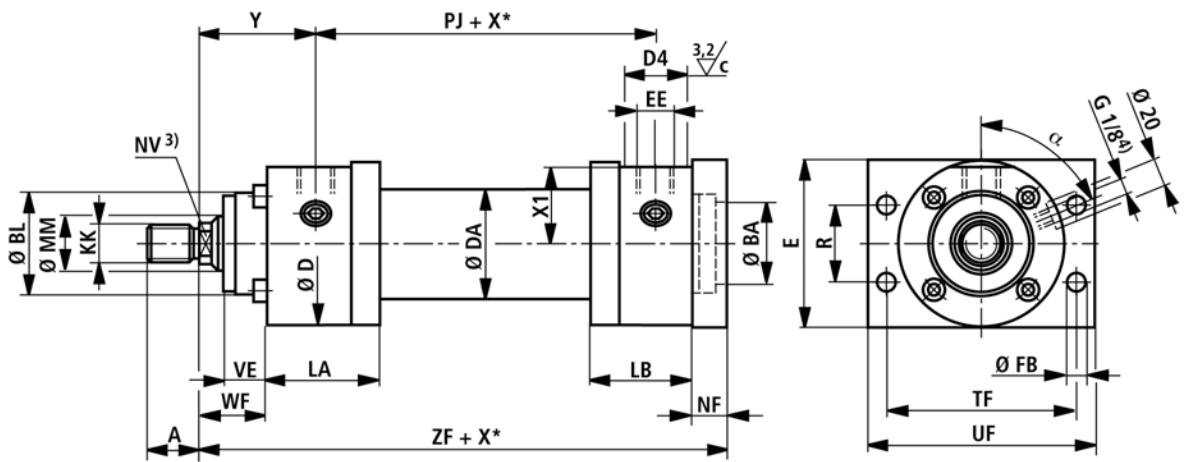 Y
PJ + X*
D4
3,2/
c
EE
NV 3)
Ø BL
Ø MM
KK
Ø D
Ø DA
X1
Ø BA
VE
LA
LB
WF
NF
A
ZF + X*
α
G 1/8 4)
Ø 20
E
R
Ø FB
TF
UF